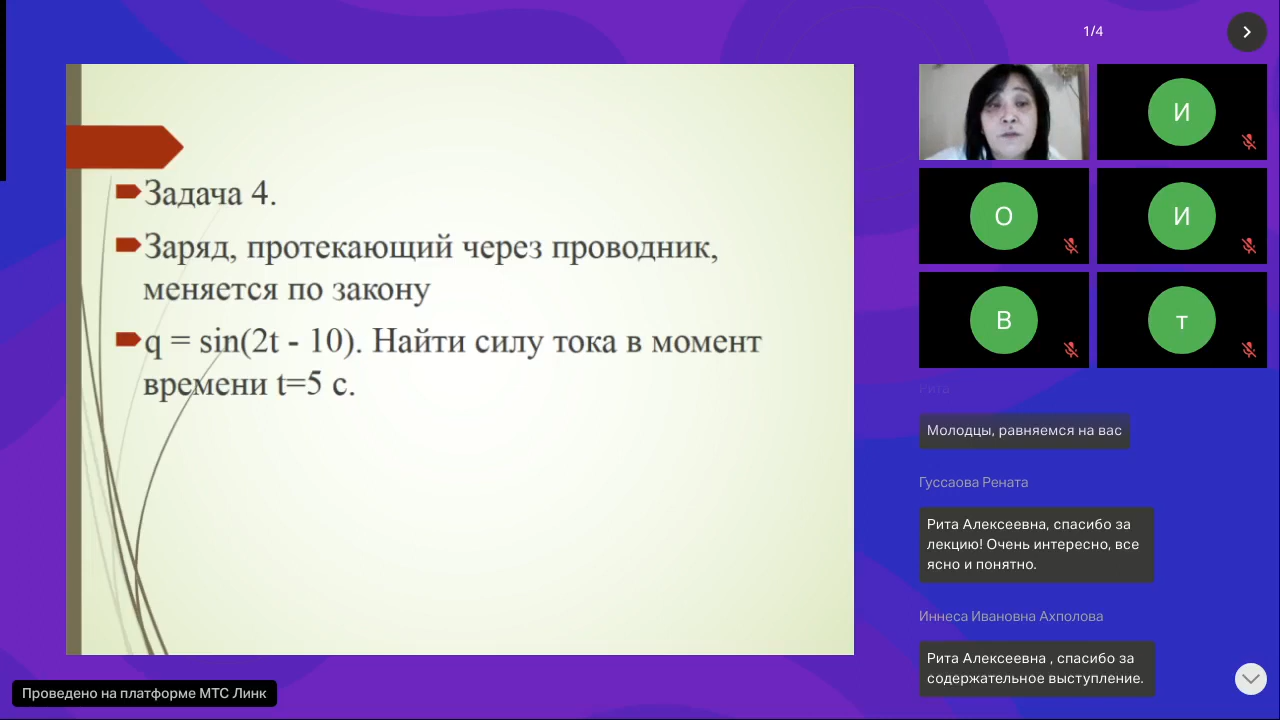 1/4
Задача 4.
Заряд, протекающий через проводник,
меняется по закону
q = sin(2t - 10). Найти силу тока в момент
времени t=5 с.
И
О
И
В
т
Рита
Молодцы, равняемся на вас
Гуссаова Рената
Рита Алексеевна, спасибо за
лекцию! Очень интересно, все
ясно и понятно.
Иннеса Ивановна Ахполова
Рита Алексеевна , спасибо за
содержательное выступление.
Проведено на платформе МТС Линк